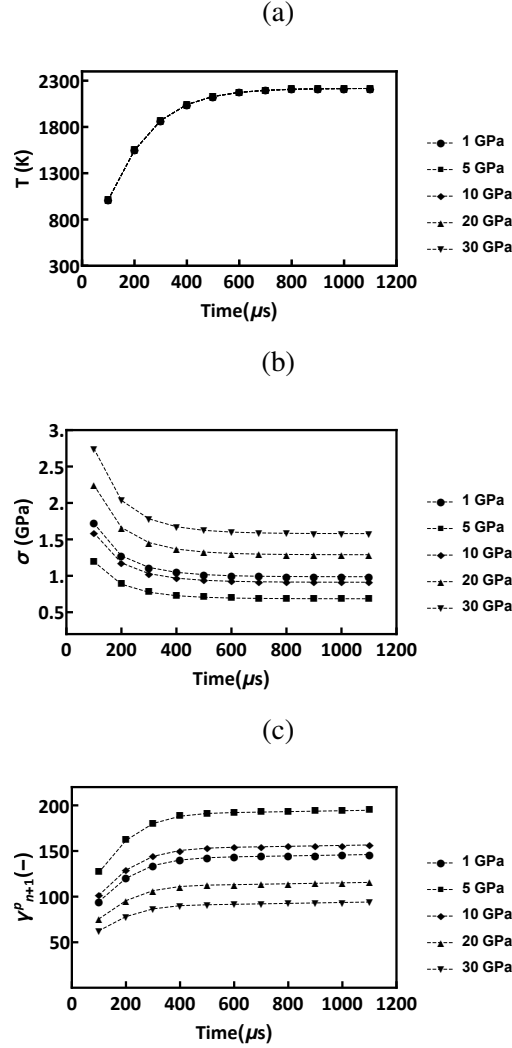 (a)
2300
1800
1300
800
300
T (K)
0 200 400 600 800 1000 1200
Time(μs)
1 GPa
5 GPa
10 GPa
20 GPa
30 GPa
(b)
3.
2.5
2.
1.5
1.
0.5
σ (GPa)
0 200 400 600 800 1000 1200
Time(μs)
1 GPa
5 GPa
10 GPa
20 GPa
30 GPa
(c)
200
150
100
50
γᵖₙ₊₁(−)
0 200 400 600 800 1000 1200
Time(μs)
1 GPa
5 GPa
10 GPa
20 GPa
30 GPa